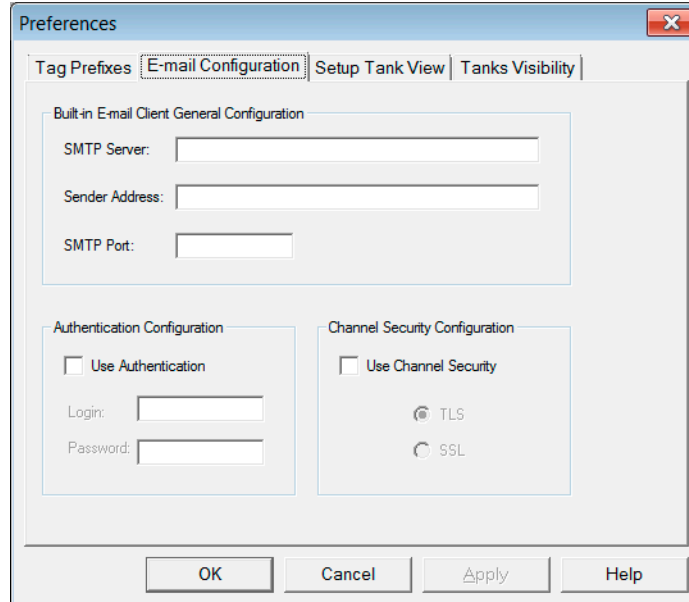 Preferences
Tag Prefixes E-mail Configuration Setup Tank View Tanks Visibility
Built-in E-mail Client General Configuration
SMTP Server:
Sender Address:
SMTP Port:
Authentication Configuration
Use Authentication
Login:
Password:
Channel Security Configuration
Use Channel Security
TLS
SSL
OK Cancel Apply Help